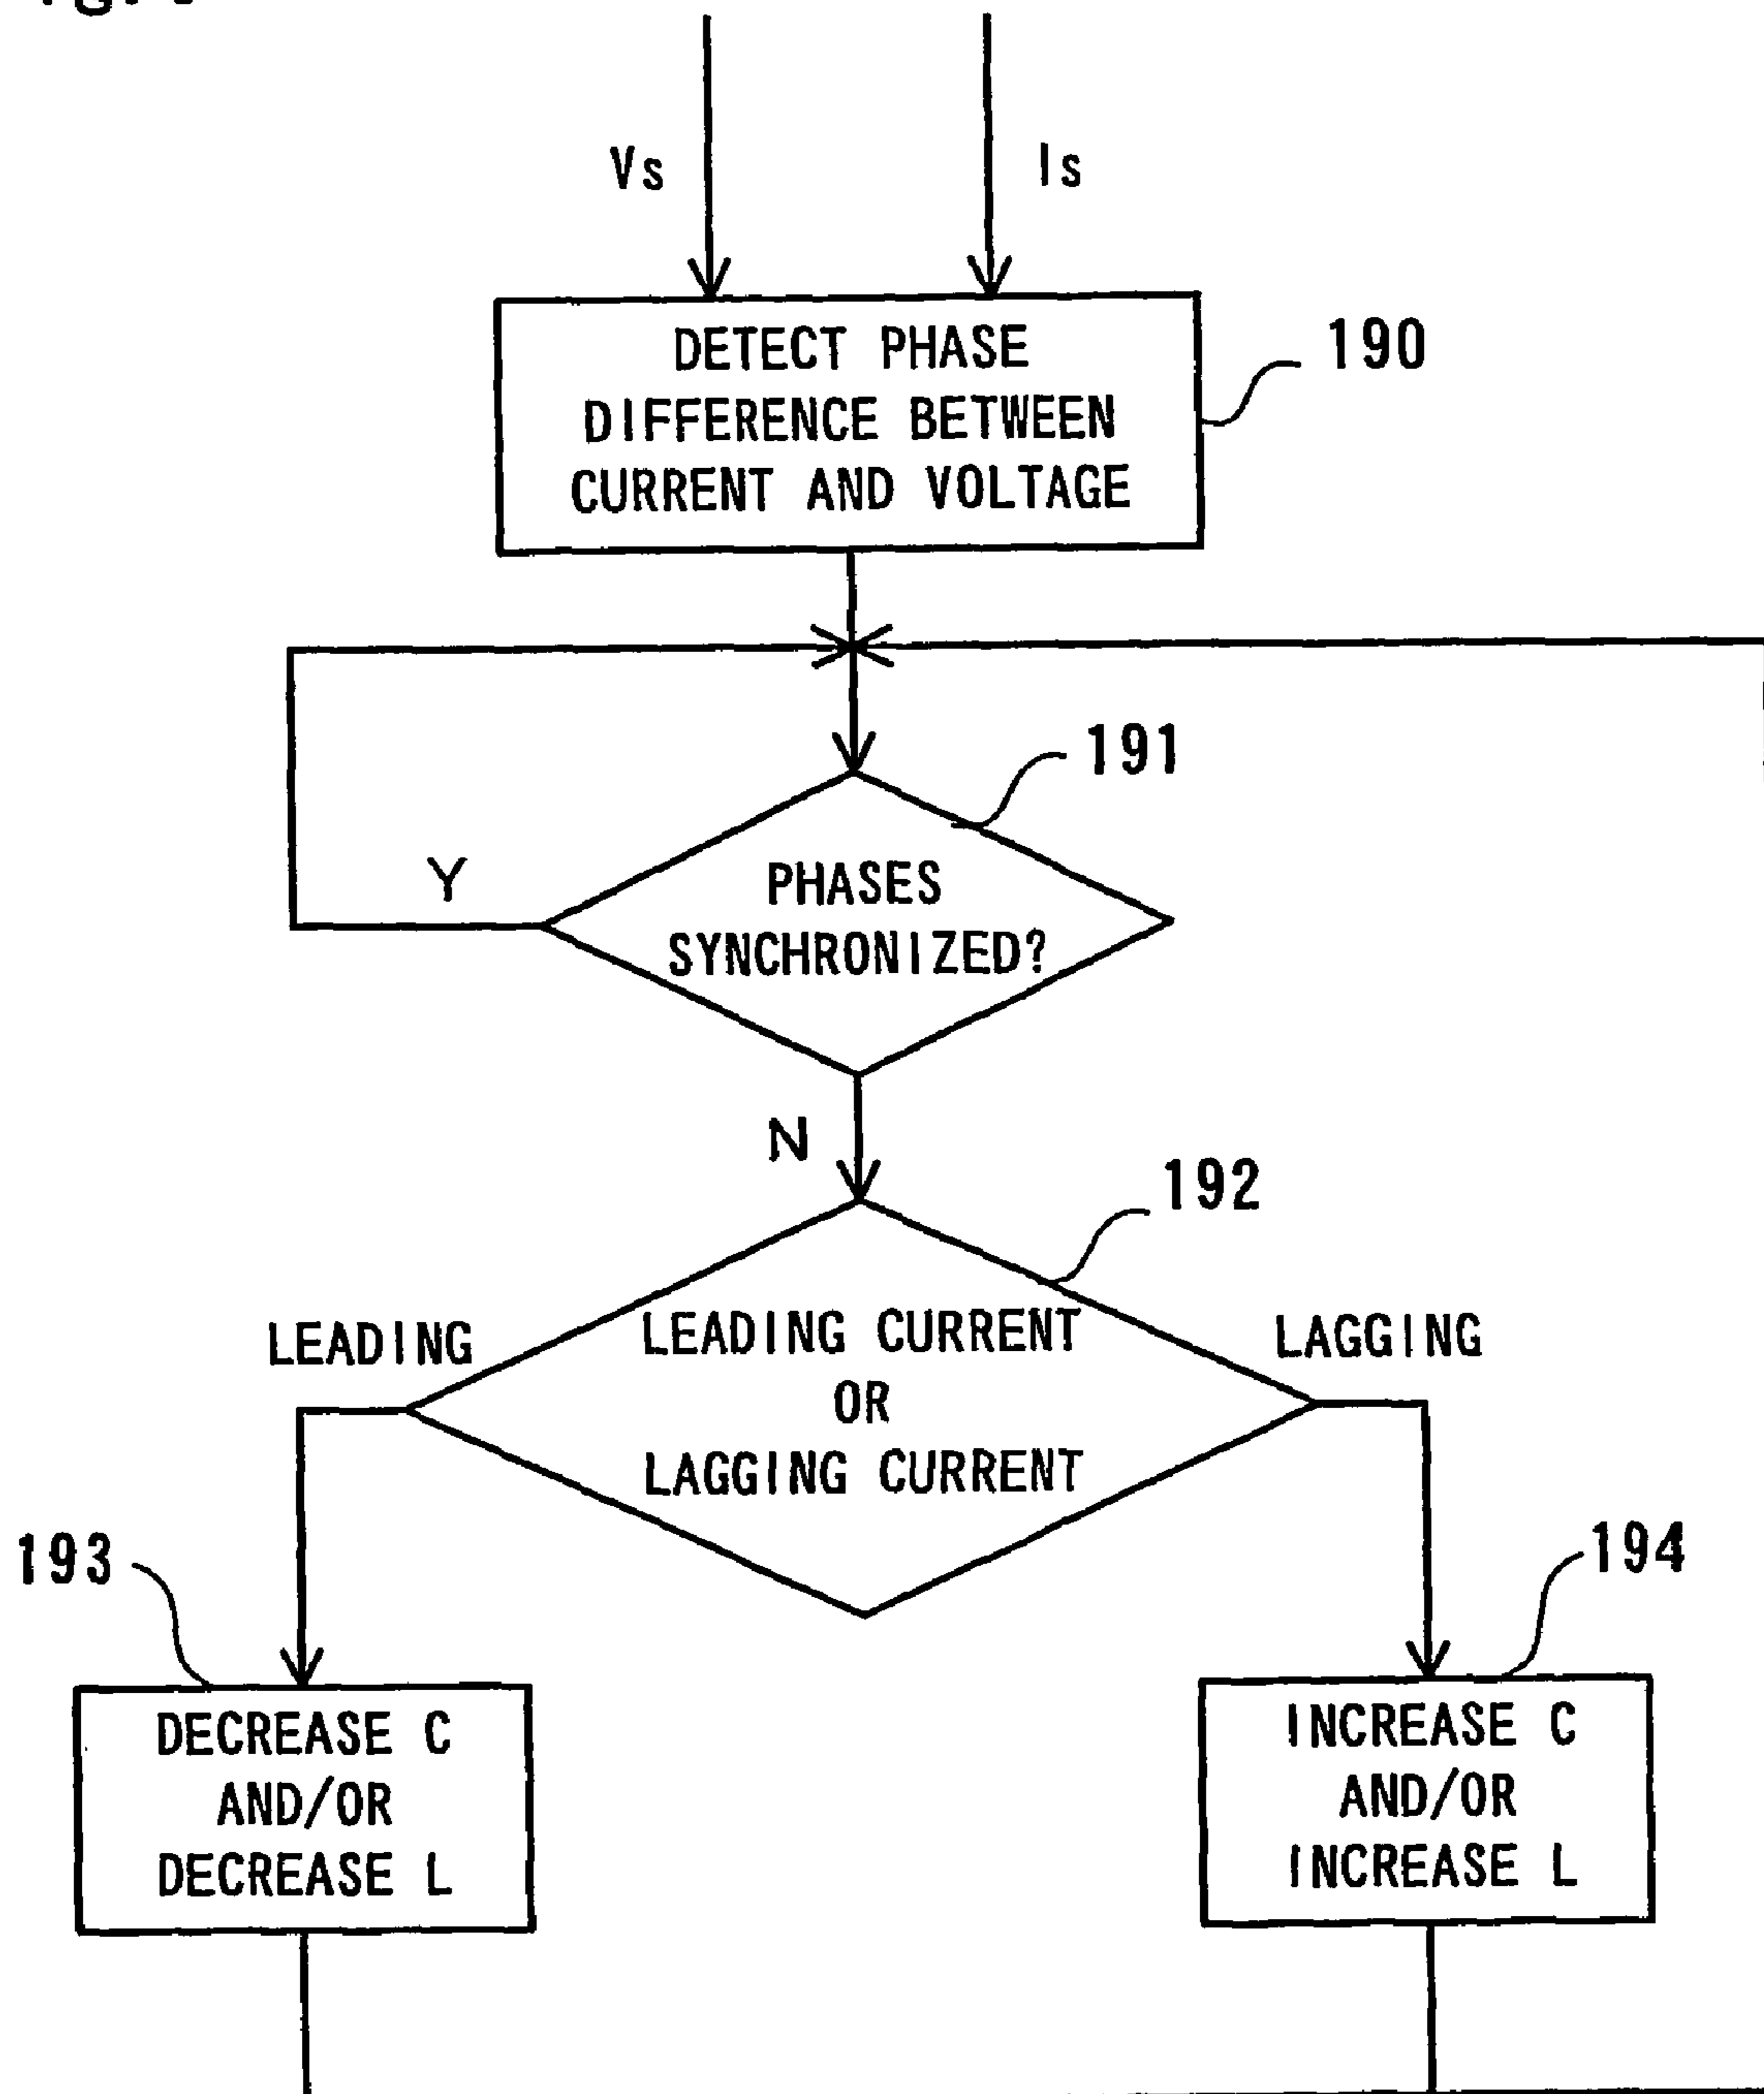 Vs
Is
DETECT PHASE
DIFFERENCE BETWEEN
CURRENT AND VOLTAGE
190
191
Y
PHASES
SYNCHRONIZED?
N
192
LEADING
LEADING CURRENT
OR
LAGGING CURRENT
LAGGING
193
194
DECREASE C
AND/OR
DECREASE L
INCREASE C
AND/OR
INCREASE L